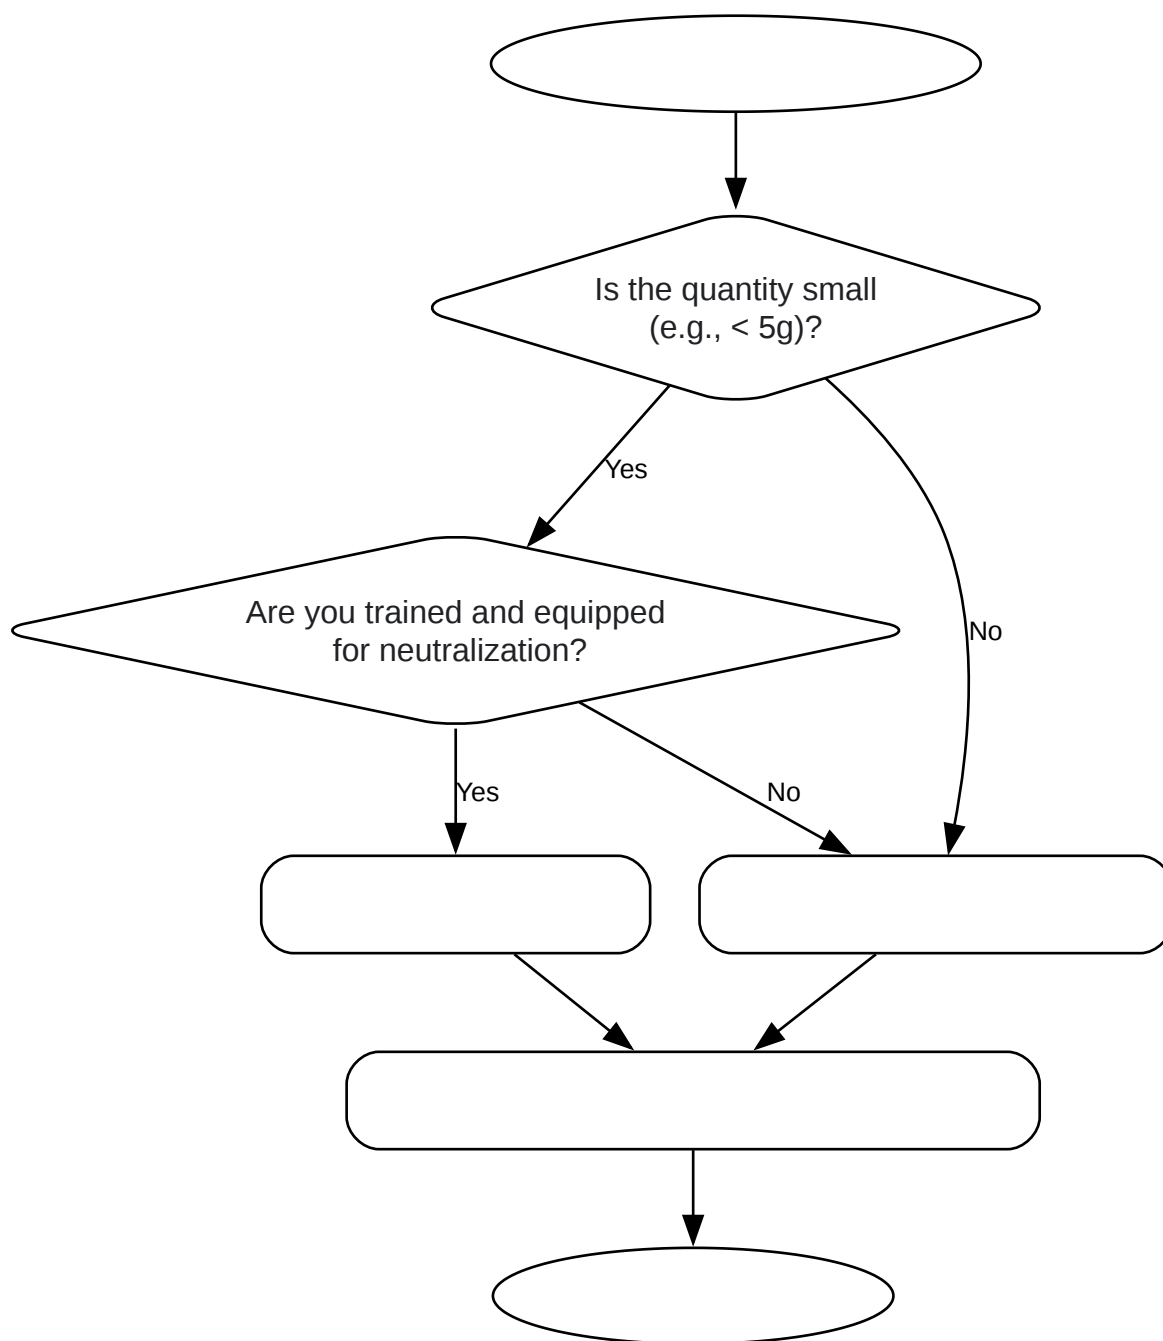 Is the quantity small
(e.g., < 5g)?
Yes
Are you trained and equipped
for neutralization?
No
Yes
No